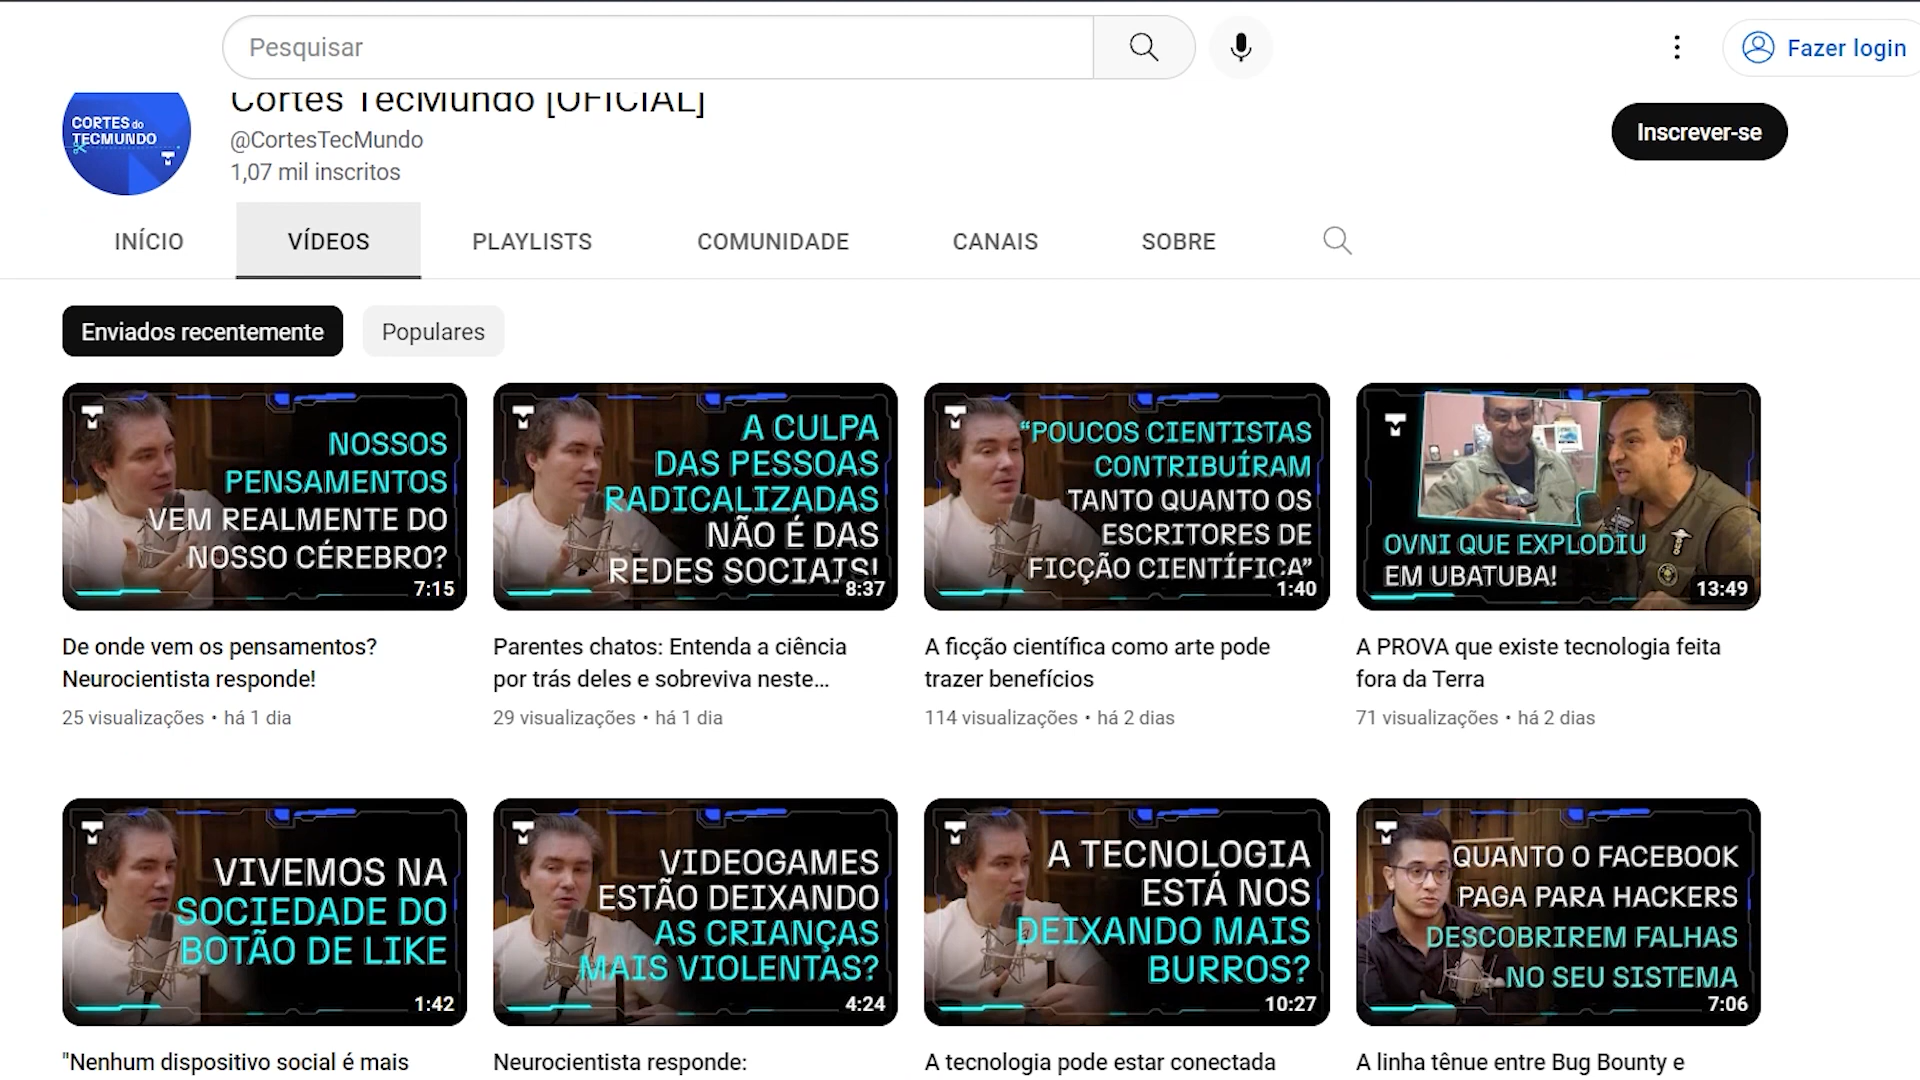 Pesquisar
Fazer login
Cortes TecMundo [OFICIAL]
@CortesTecMundo
1,07 mil inscritos
CORTES do
TECMUNDO
Inscrever-se
INÍCIO
VÍDEOS
PLAYLISTS
COMUNIDADE
CANAIS
SOBRE
Enviados recentemente
Populares
NOSSOS
PENSAMENTOS
VEM REALMENTE DO
NOSSO CÉREBRO?
7:15
A CULPA
DAS PESSOAS
RADICALIZADAS
NÃO É DAS
REDES SOCIAIS!
8:37
“POUCOS CIENTISTAS
CONTRIBUÍRAM
TANTO QUANTO OS
ESCRITORES DE
FICÇÃO CIENTÍFICA”
1:40
OVNI QUE EXPLODIU
EM UBATUBA!
13:49
De onde vem os pensamentos?
Neurocientista responde!
25 visualizações • há 1 dia
Parentes chatos: Entenda a ciência
por trás deles e sobreviva neste...
29 visualizações • há 1 dia
A ficção científica como arte pode
trazer benefícios
114 visualizações • há 2 dias
A PROVA que existe tecnologia feita
fora da Terra
71 visualizações • há 2 dias
VIVEMOS NA
SOCIEDADE DO
BOTÃO DE LIKE
1:42
VIDEOGAMES
ESTÃO DEIXANDO
AS CRIANÇAS
MAIS VIOLENTAS?
4:24
A TECNOLOGIA
ESTÁ NOS
DEIXANDO MAIS
BURROS?
10:27
QUANTO O FACEBOOK
PAGA PARA HACKERS
DESCOBRIREM FALHAS
NO SEU SISTEMA
7:06
"Nenhum dispositivo social é mais
Neurocientista responde:
A tecnologia pode estar conectada
A linha tênue entre Bug Bounty e